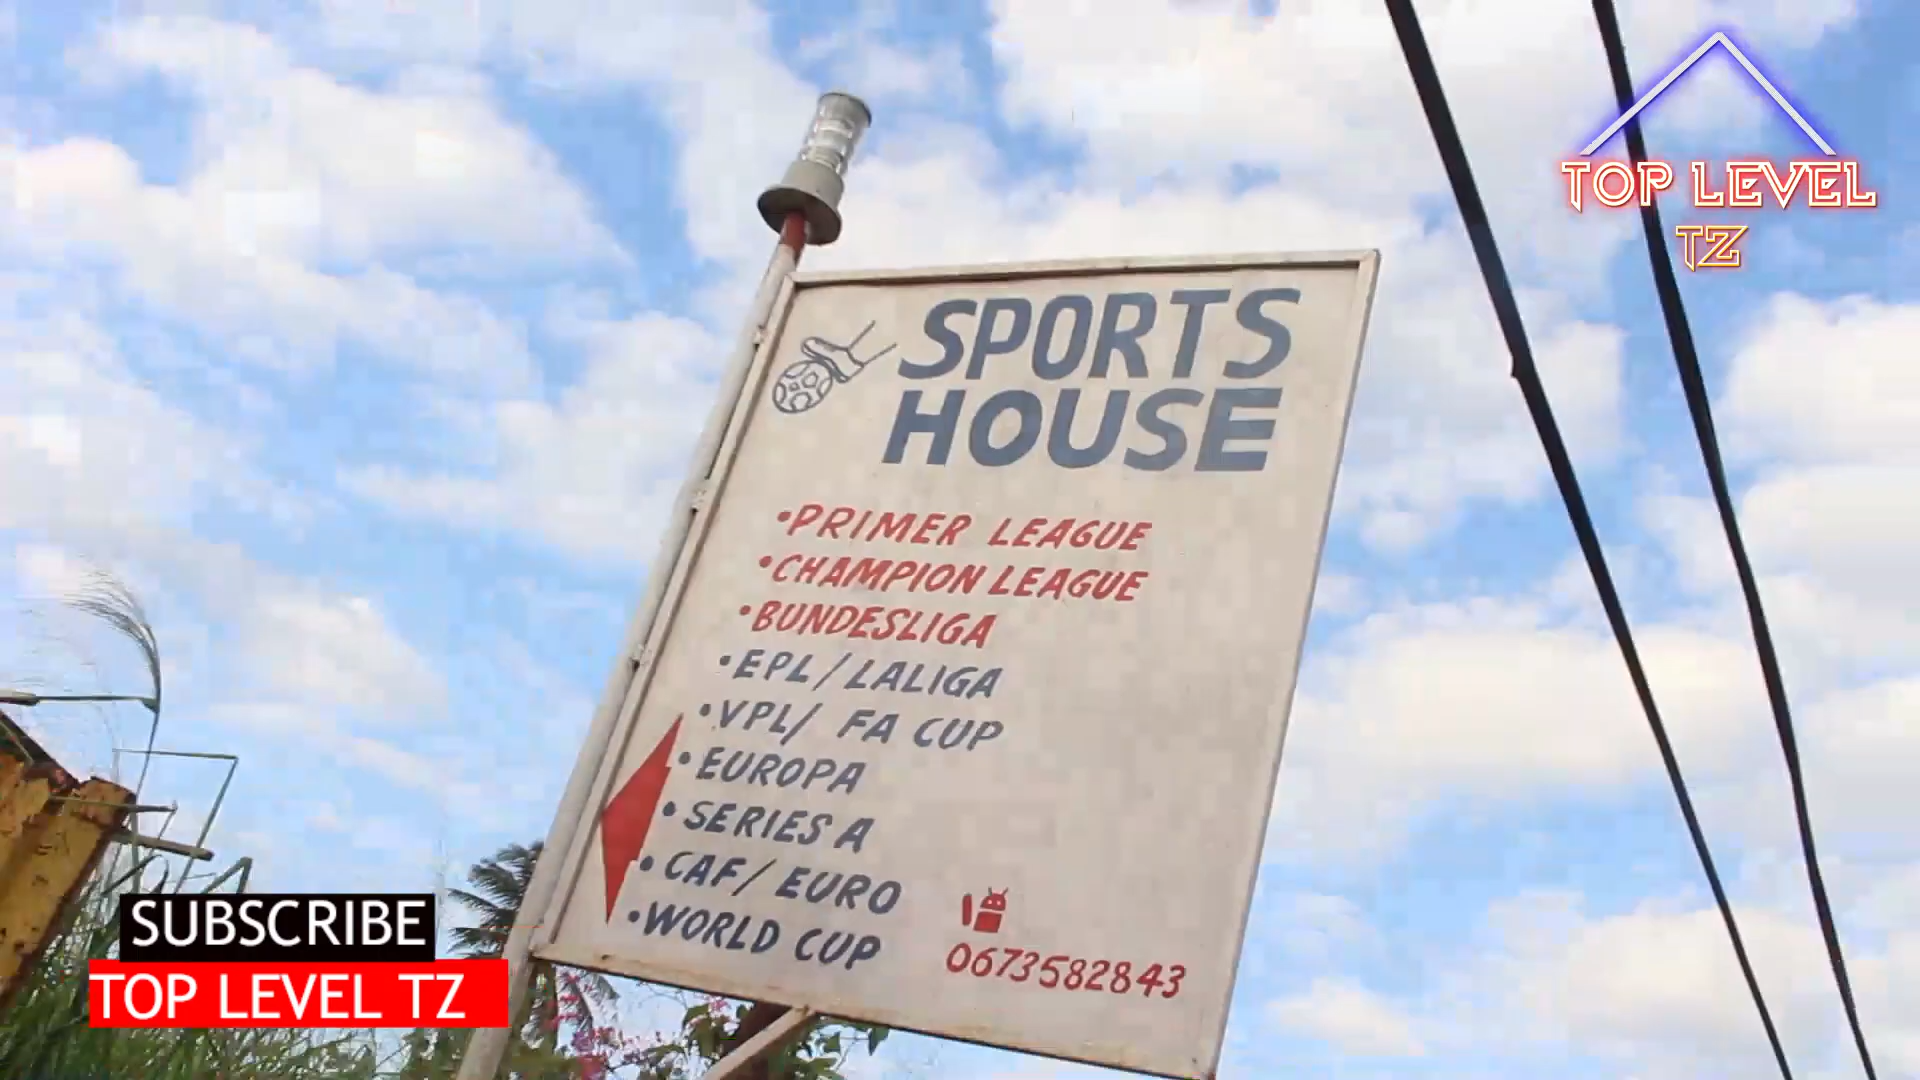 TOP LEVEL
TZ
SPORTS
HOUSE
•PRIMER LEAGUE
•CHAMPION LEAGUE
•BUNDESLIGA
•EPL/LALIGA
•VPL/ FA CUP
•EUROPA
•SERIES A
•CAF/ EURO
•WORLD CUP
0673582843
SUBSCRIBE
TOP LEVEL TZ